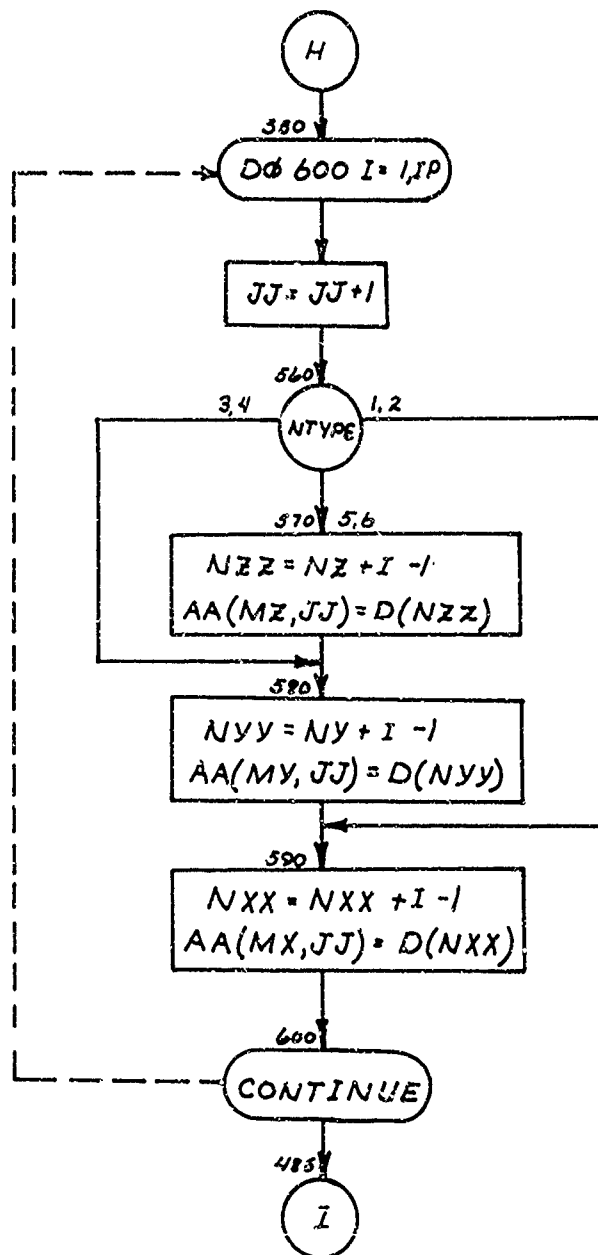 H
550
DØ 600 I = 1, IP
JJ = JJ + 1
560
3,4
NTYPE
1,2
570
5,6
NZZ = NZ + I - 1
AA(MZ,JJ) = D(NZZ)
580
NYY = NY + I - 1
AA(MY,JJ) = D(NYY)
590
NXX = NXX + I - 1
AA(MX,JJ) = D(NXX)
600
CONTINUE
485
I